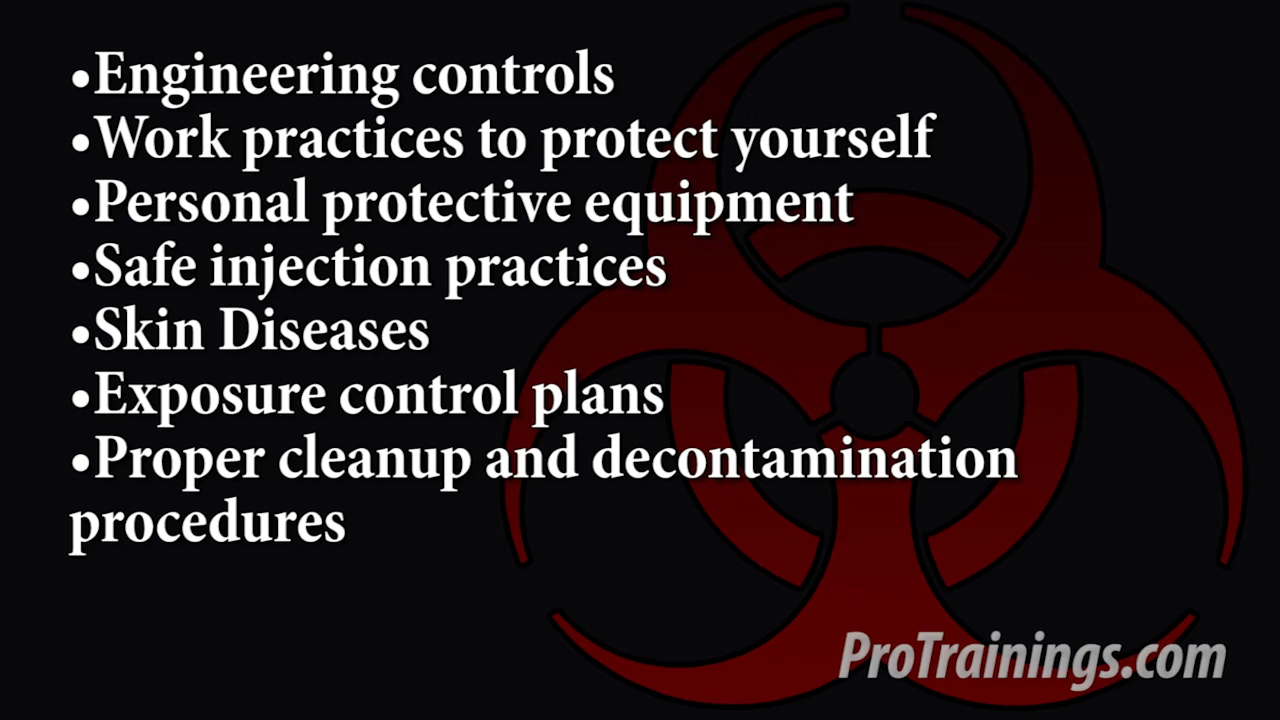 •Engineering controls
•Work practices to protect yourself
•Personal protective equipment
•Safe injection practices
•Skin Diseases
•Exposure control plans
•Proper cleanup and decontamination
procedures
ProTrainings.com